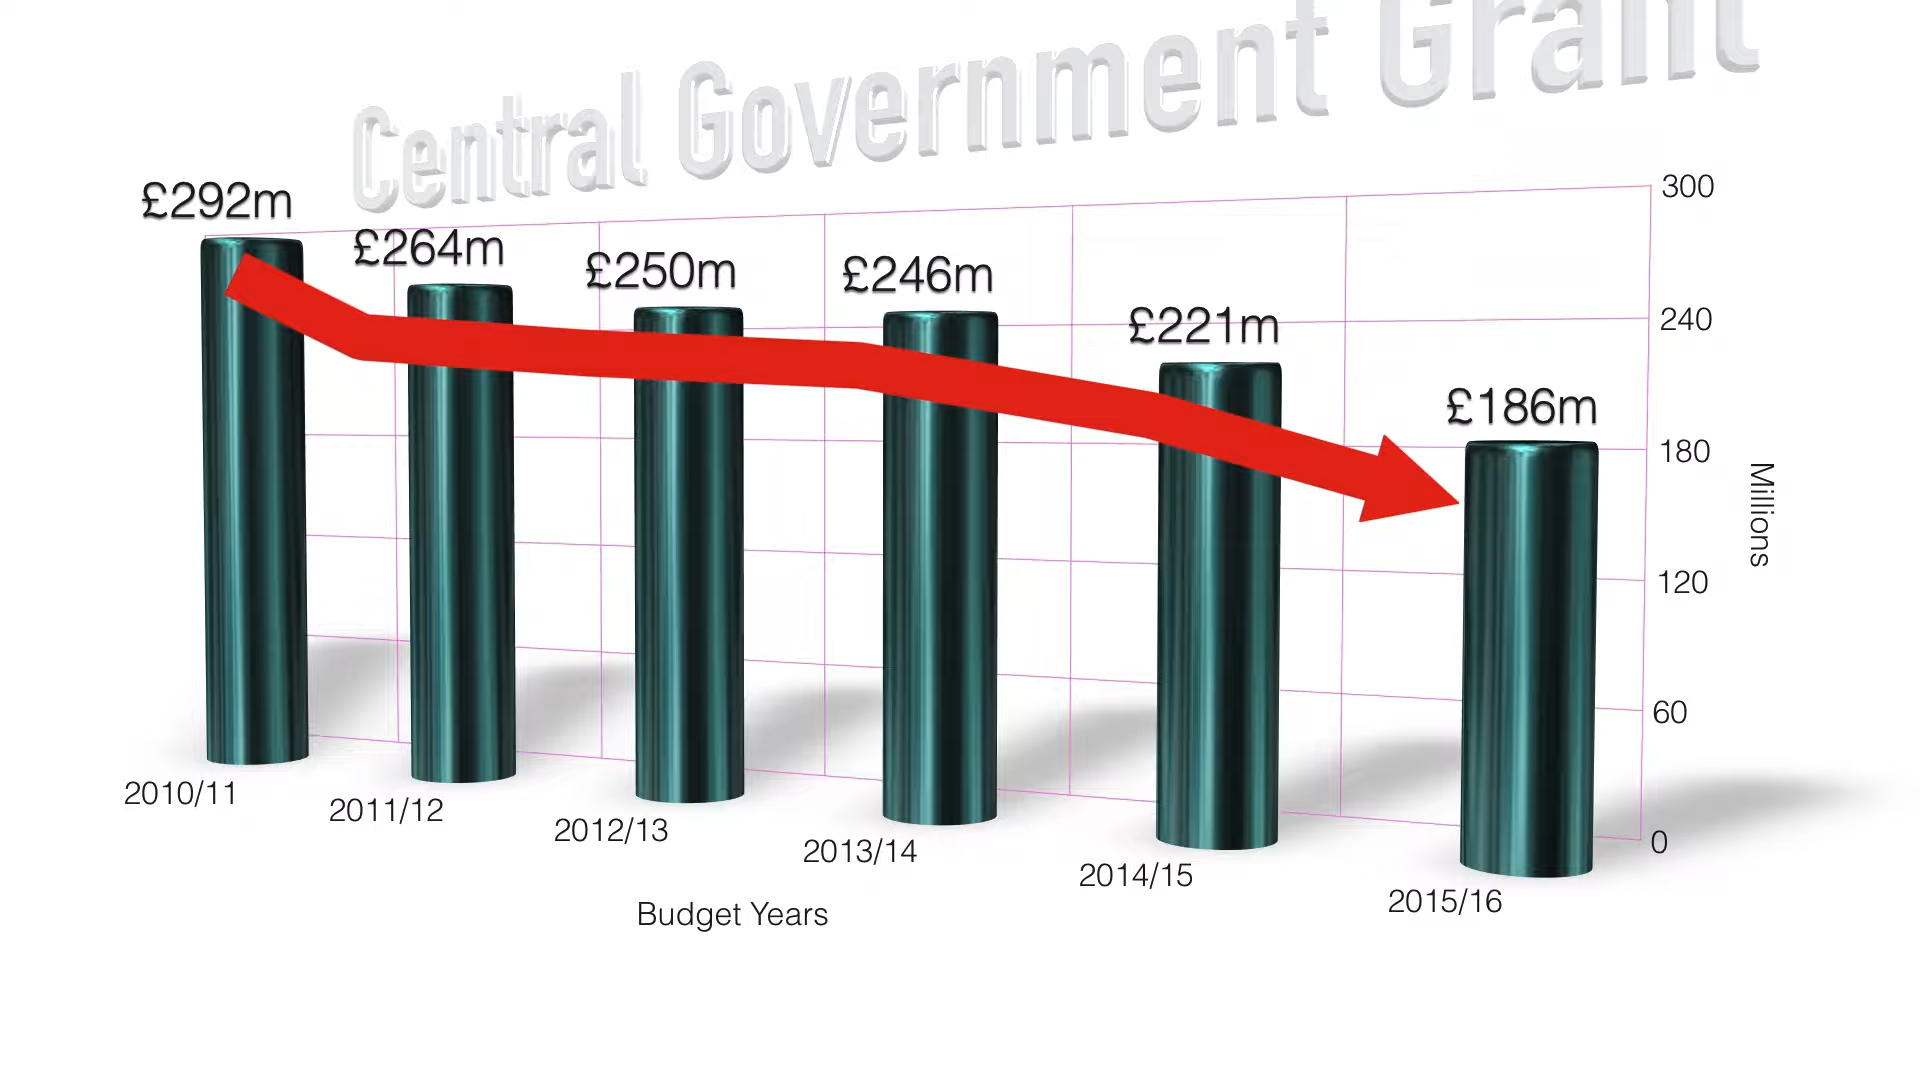 Central Government Grant
£292m
£264m
£250m
£246m
£221m
£186m
300
240
180
120
60
0
Millions
2010/11
2011/12
2012/13
2013/14
2014/15
2015/16
Budget Years